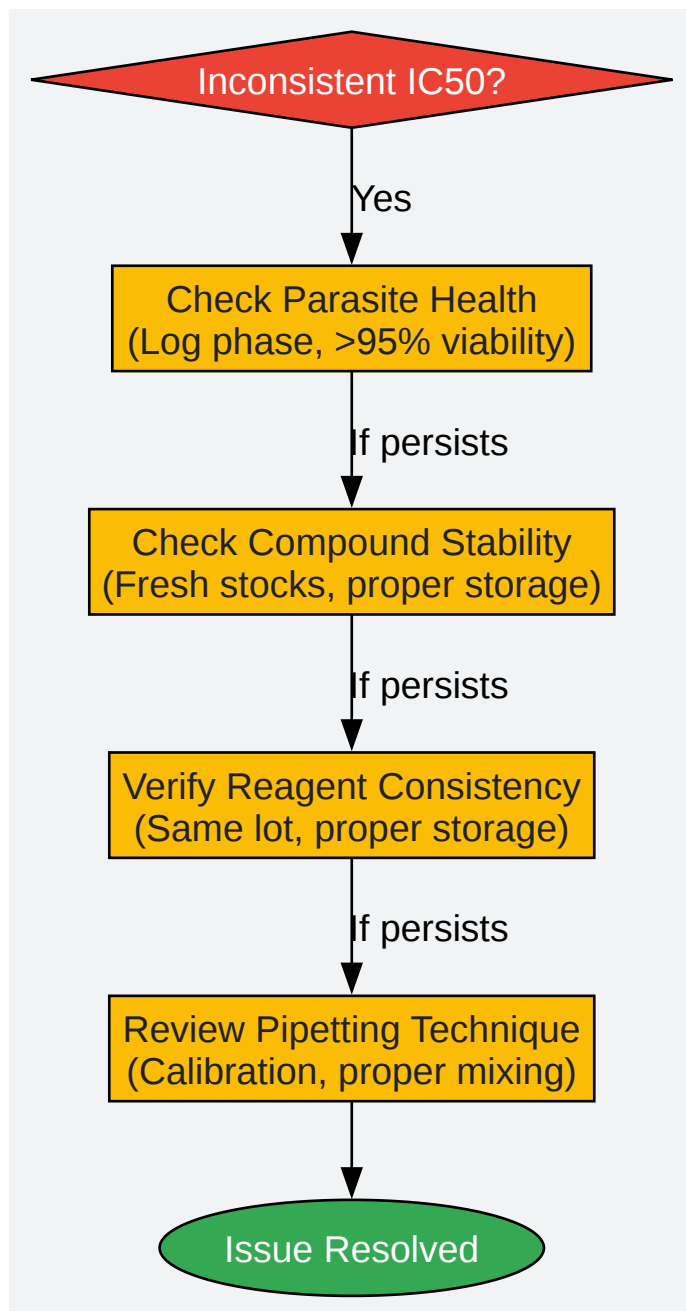 Inconsistent IC50?
Yes
Check Parasite Health
(Log phase, >95% viability)
If persists
Check Compound Stability
(Fresh stocks, proper storage)
If persists
Verify Reagent Consistency
(Same lot, proper storage)
If persists
Review Pipetting Technique
(Calibration, proper mixing)
Issue Resolved